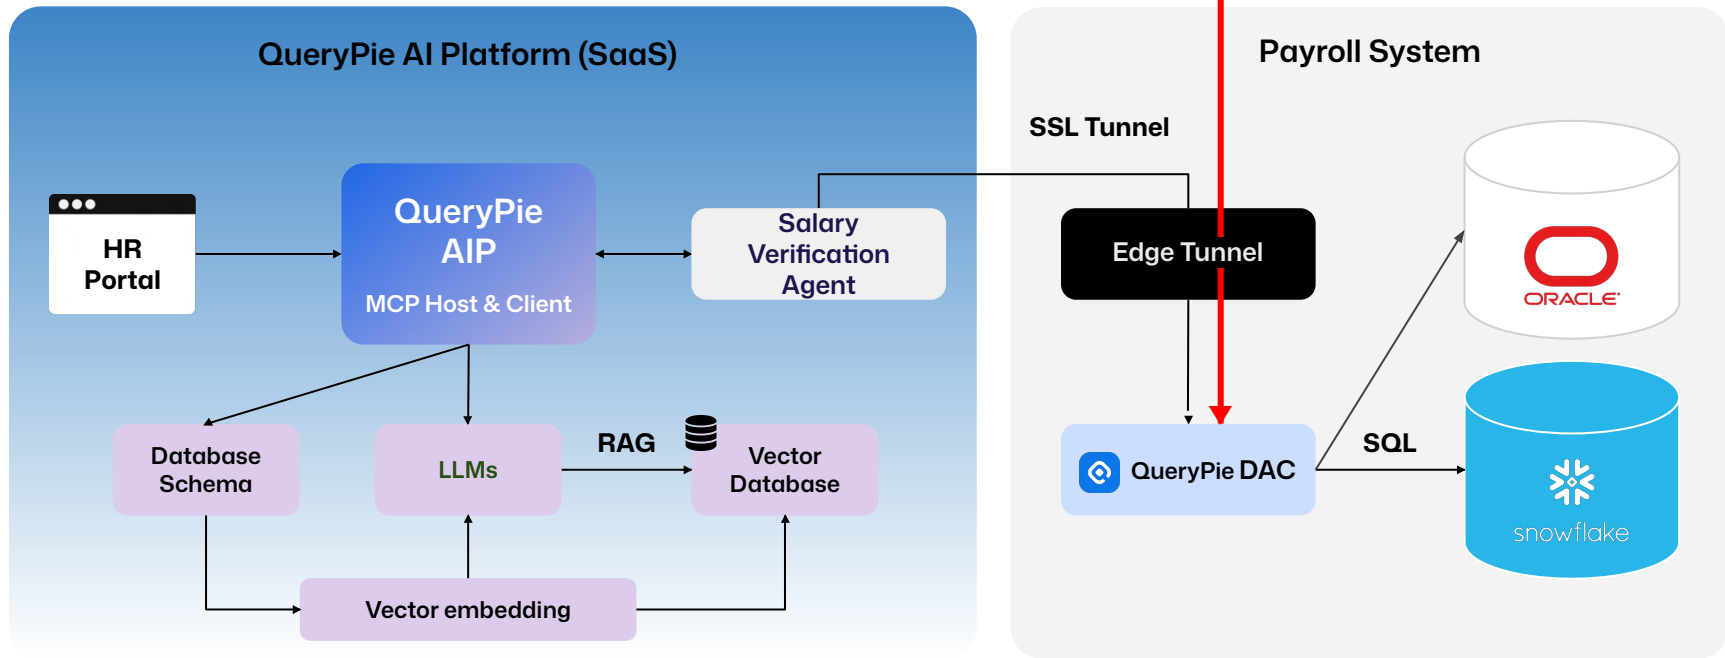 QueryPie AI Platform (SaaS)
Payroll System
SSL Tunnel
HR
Portal
QueryPie
AIP
MCP Host & Client
Salary
Verification
Agent
Edge Tunnel
ORACLE
Database
Schema
LLMs
RAG
Vector
Database
QueryPie DAC
SQL
snowflake
Vector embedding